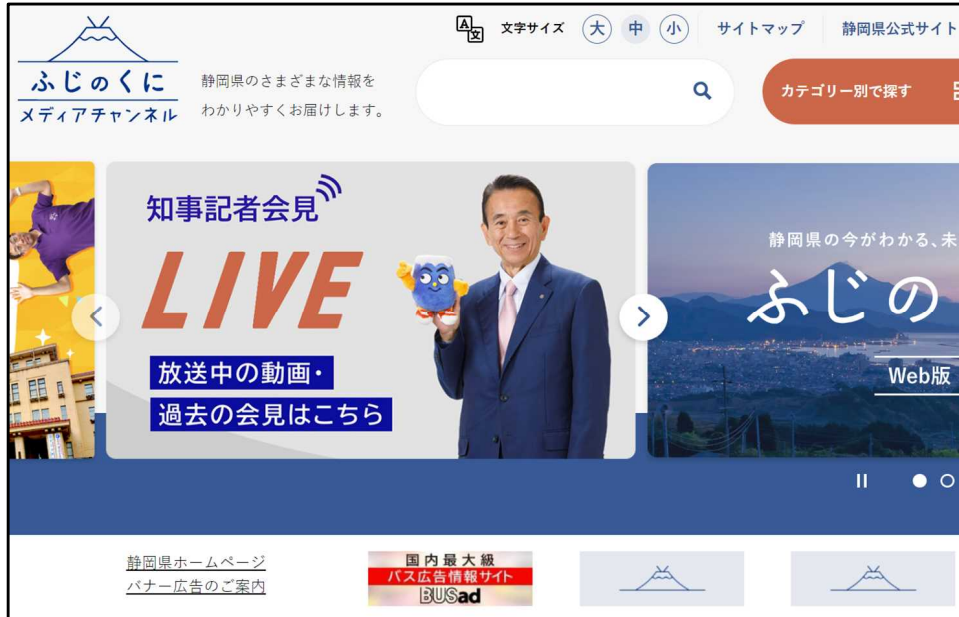 文字サイズ 大 中 小 サイトマップ 静岡県公式サイト
ふじのくに
メディアチャンネル
静岡県のさまざまな情報を
わかりやすくお届けします。
カテゴリー別で探す
知事記者会見
LIVE
放送中の動画・
過去の会見はこちら
静岡県の今がわかる、未
ふじの
Web版
静岡県ホームページ
バナー広告のご案内
国内最大級
バス広告情報サイト
BUSad